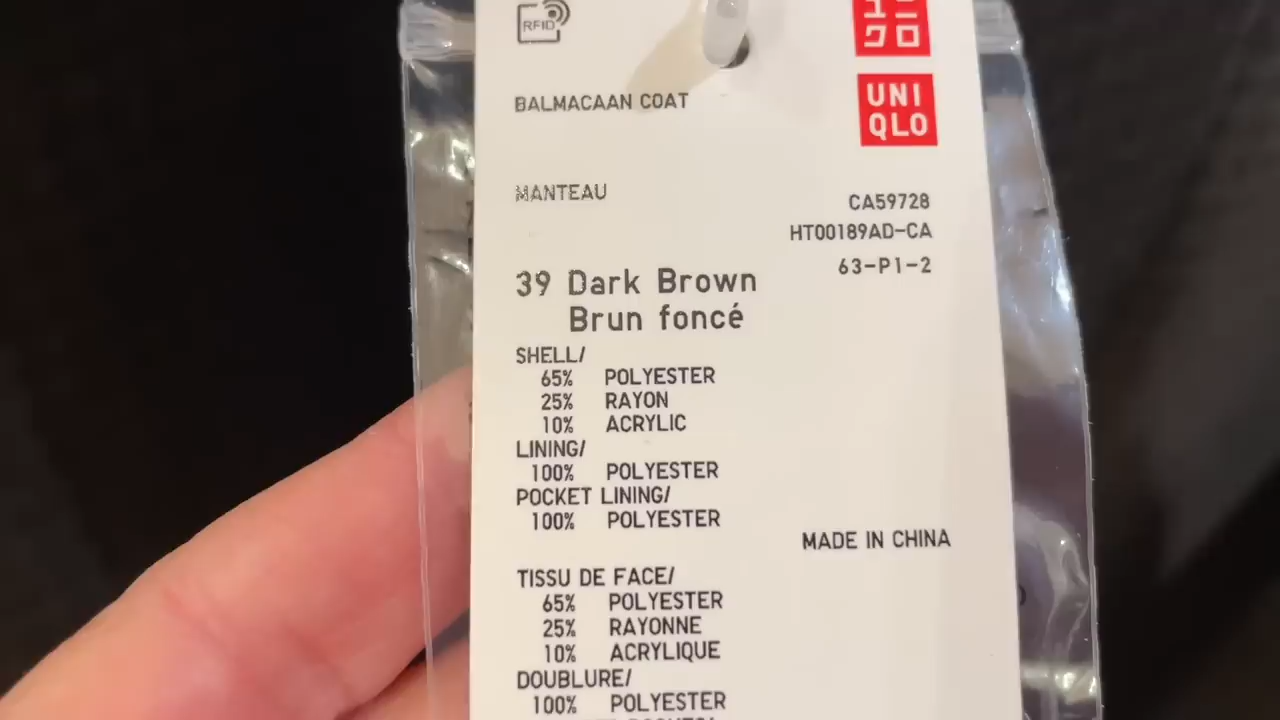 RFID
BALMACAAN COAT
UNI
QLO
MANTEAU
CA59728
HT00189AD-CA
63-P1-2
39 Dark Brown
Brun foncé
SHELL/
65% POLYESTER
25% RAYON
10% ACRYLIC
LINING/
100% POLYESTER
POCKET LINING/
100% POLYESTER
MADE IN CHINA
TISSU DE FACE/
65% POLYESTER
25% RAYONNE
10% ACRYLIQUE
DOUBLURE/
100% POLYESTER